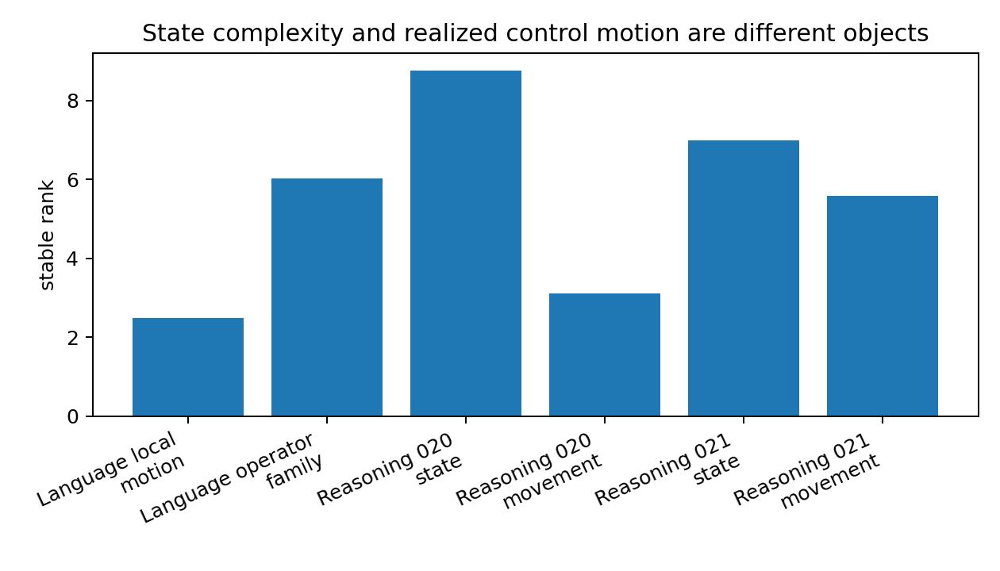 State complexity and realized control motion are different objects
stable rank
8
6
4
2
0
Language local
motion
Language operator
family
Reasoning 020
state
Reasoning 020
movement
Reasoning 021
state
Reasoning 021
movement